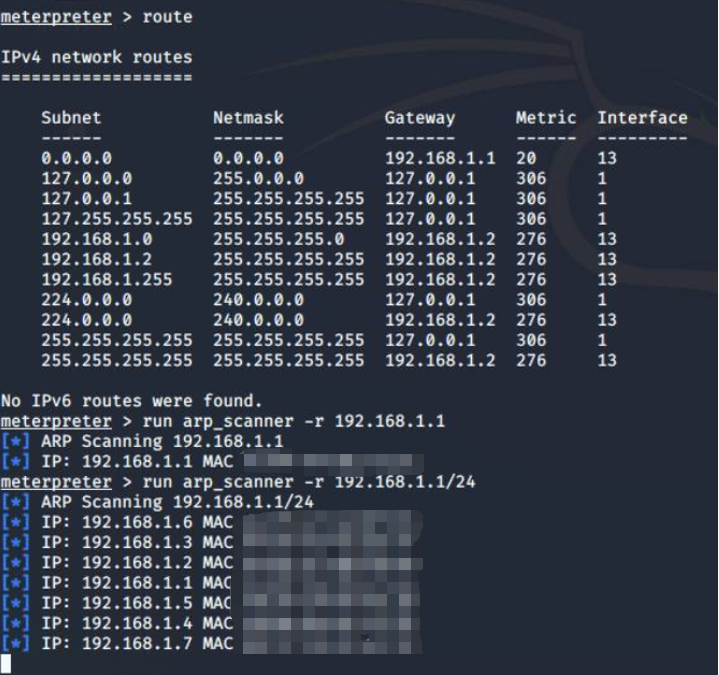 meterpreter > route
IPv4 network routes
===================
Subnet Netmask Gateway Metric Interface
------ ------- ------- ------ ---------
0.0.0.0 0.0.0.0 192.168.1.1 20 13
127.0.0.0 255.0.0.0 127.0.0.1 306 1
127.0.0.1 255.255.255.255 127.0.0.1 306 1
127.255.255.255 255.255.255.255 127.0.0.1 306 1
192.168.1.0 255.255.255.0 192.168.1.2 276 13
192.168.1.2 255.255.255.255 192.168.1.2 276 13
192.168.1.255 255.255.255.255 192.168.1.2 276 13
224.0.0.0 240.0.0.0 127.0.0.1 306 1
224.0.0.0 240.0.0.0 192.168.1.2 276 13
255.255.255.255 255.255.255.255 127.0.0.1 306 1
255.255.255.255 255.255.255.255 192.168.1.2 276 13
No IPv6 routes were found.
meterpreter > run arp_scanner -r 192.168.1.1
[*] ARP Scanning 192.168.1.1
[*] IP: 192.168.1.1 MAC
meterpreter > run arp_scanner -r 192.168.1.1/24
[*] ARP Scanning 192.168.1.1/24
[*] IP: 192.168.1.6 MAC
[*] IP: 192.168.1.3 MAC
[*] IP: 192.168.1.2 MAC
[*] IP: 192.168.1.1 MAC
[*] IP: 192.168.1.5 MAC
[*] IP: 192.168.1.4 MAC
[*] IP: 192.168.1.7 MAC